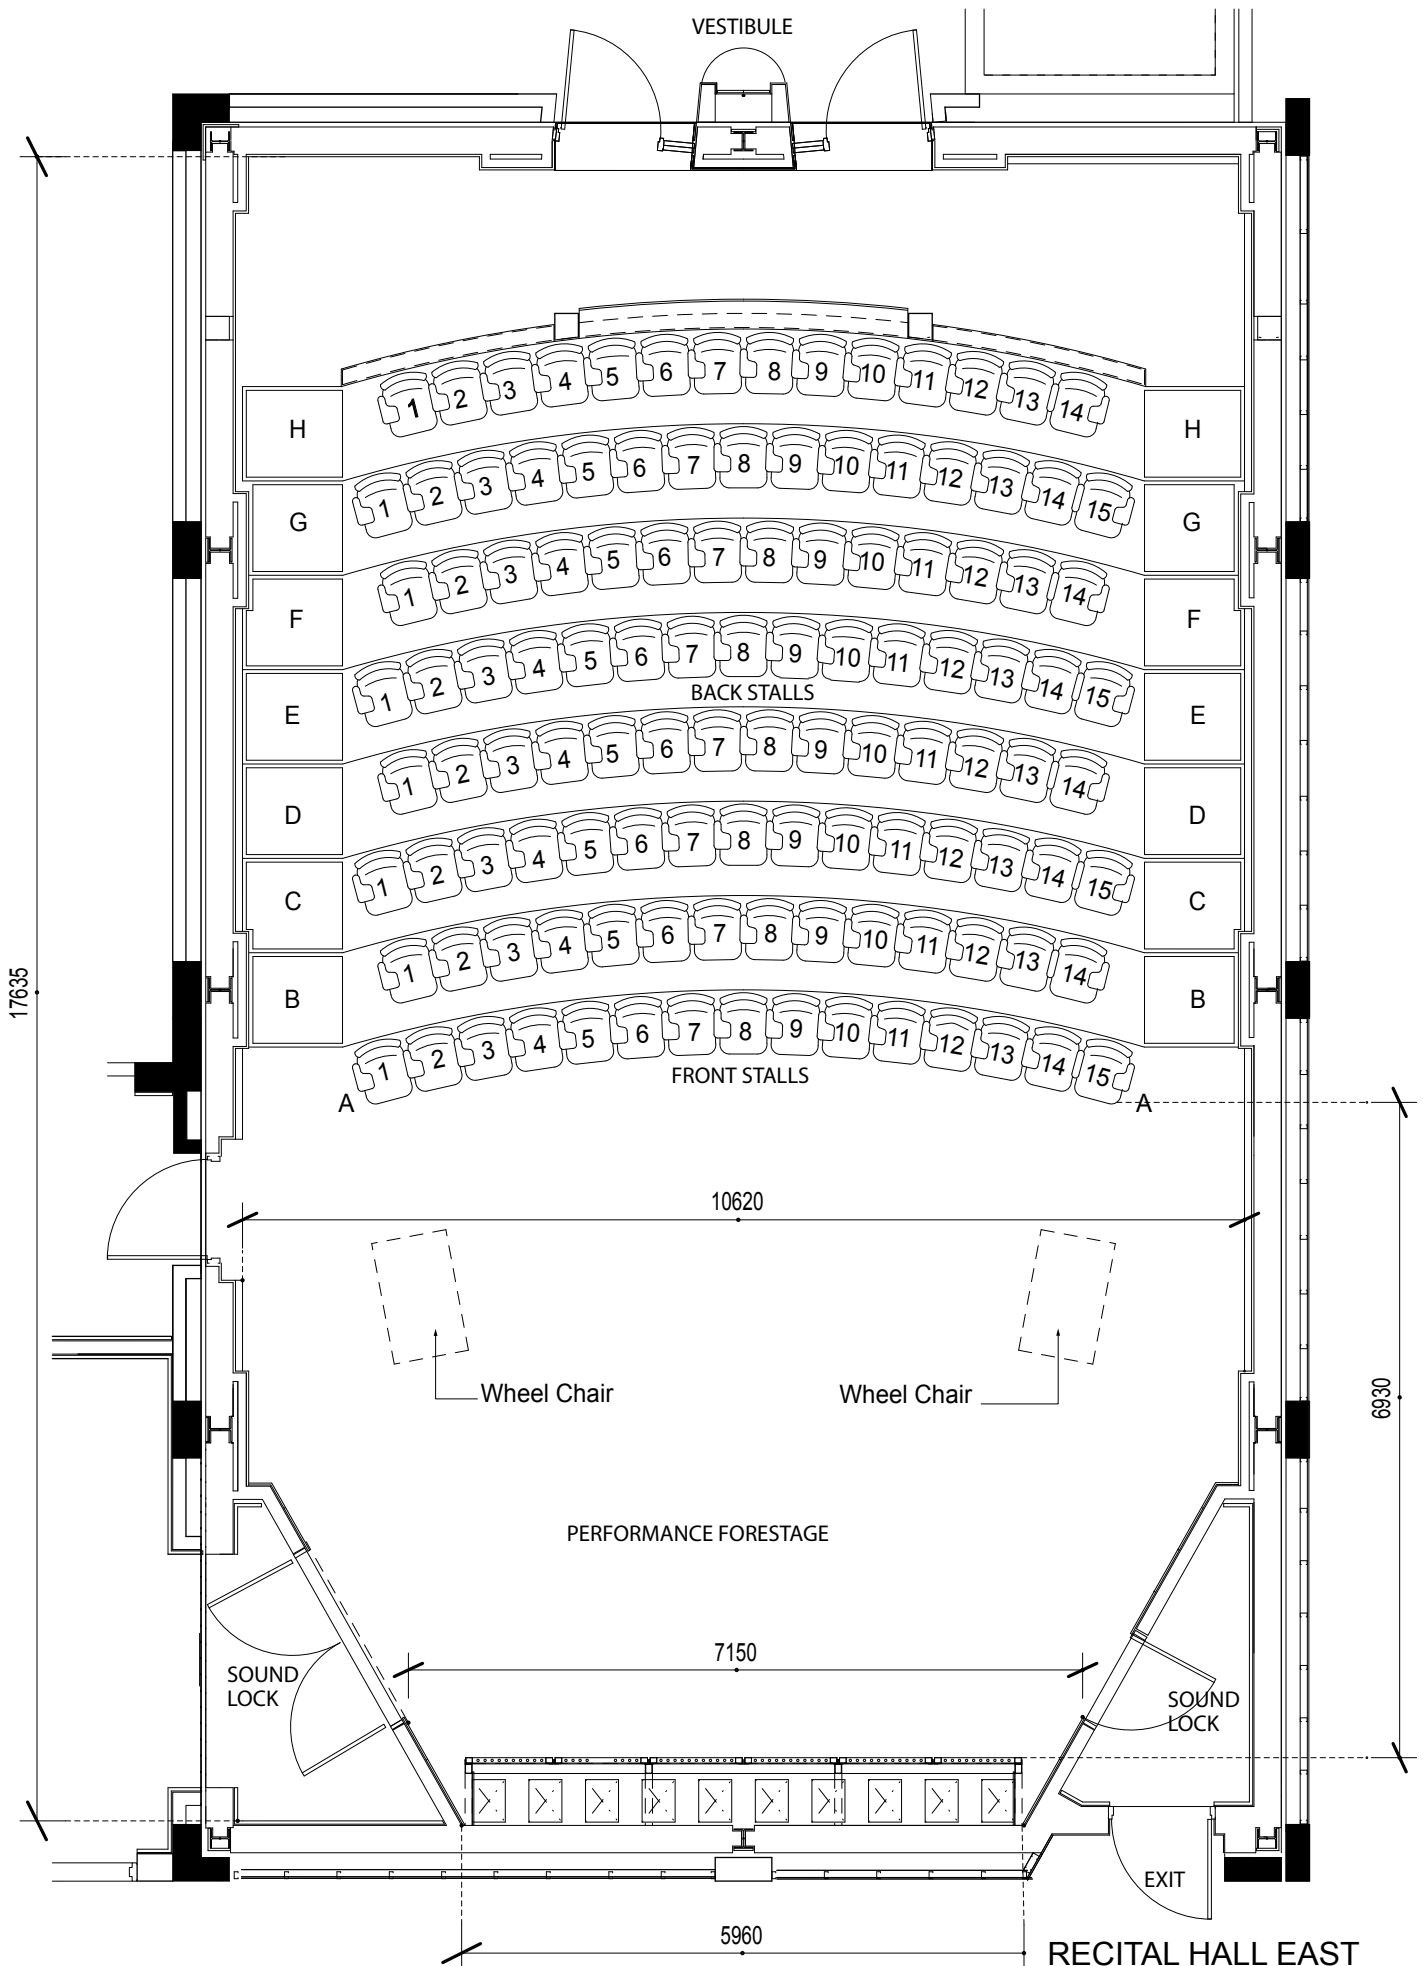 VESTIBULE
1 2 3 4 5 6 7 8 9 10 11 12 13 14
H H
1 2 3 4 5 6 7 8 9 10 11 12 13 14 15
G G
1 2 3 4 5 6 7 8 9 10 11 12 13 14
F F
1 2 3 4 5 6 7 8 9 10 11 12 13 14 15
BACK STALLS
E E
1 2 3 4 5 6 7 8 9 10 11 12 13 14
D D
1 2 3 4 5 6 7 8 9 10 11 12 13 14 15
C C
1 2 3 4 5 6 7 8 9 10 11 12 13 14
B B
17635
1 2 3 4 5 6 7 8 9 10 11 12 13 14 15
FRONT STALLS
A A
10620
Wheel Chair Wheel Chair
6930
PERFORMANCE FORESTAGE
7150
SOUND
LOCK
SOUND
LOCK
EXIT
5960
RECITAL HALL EAST